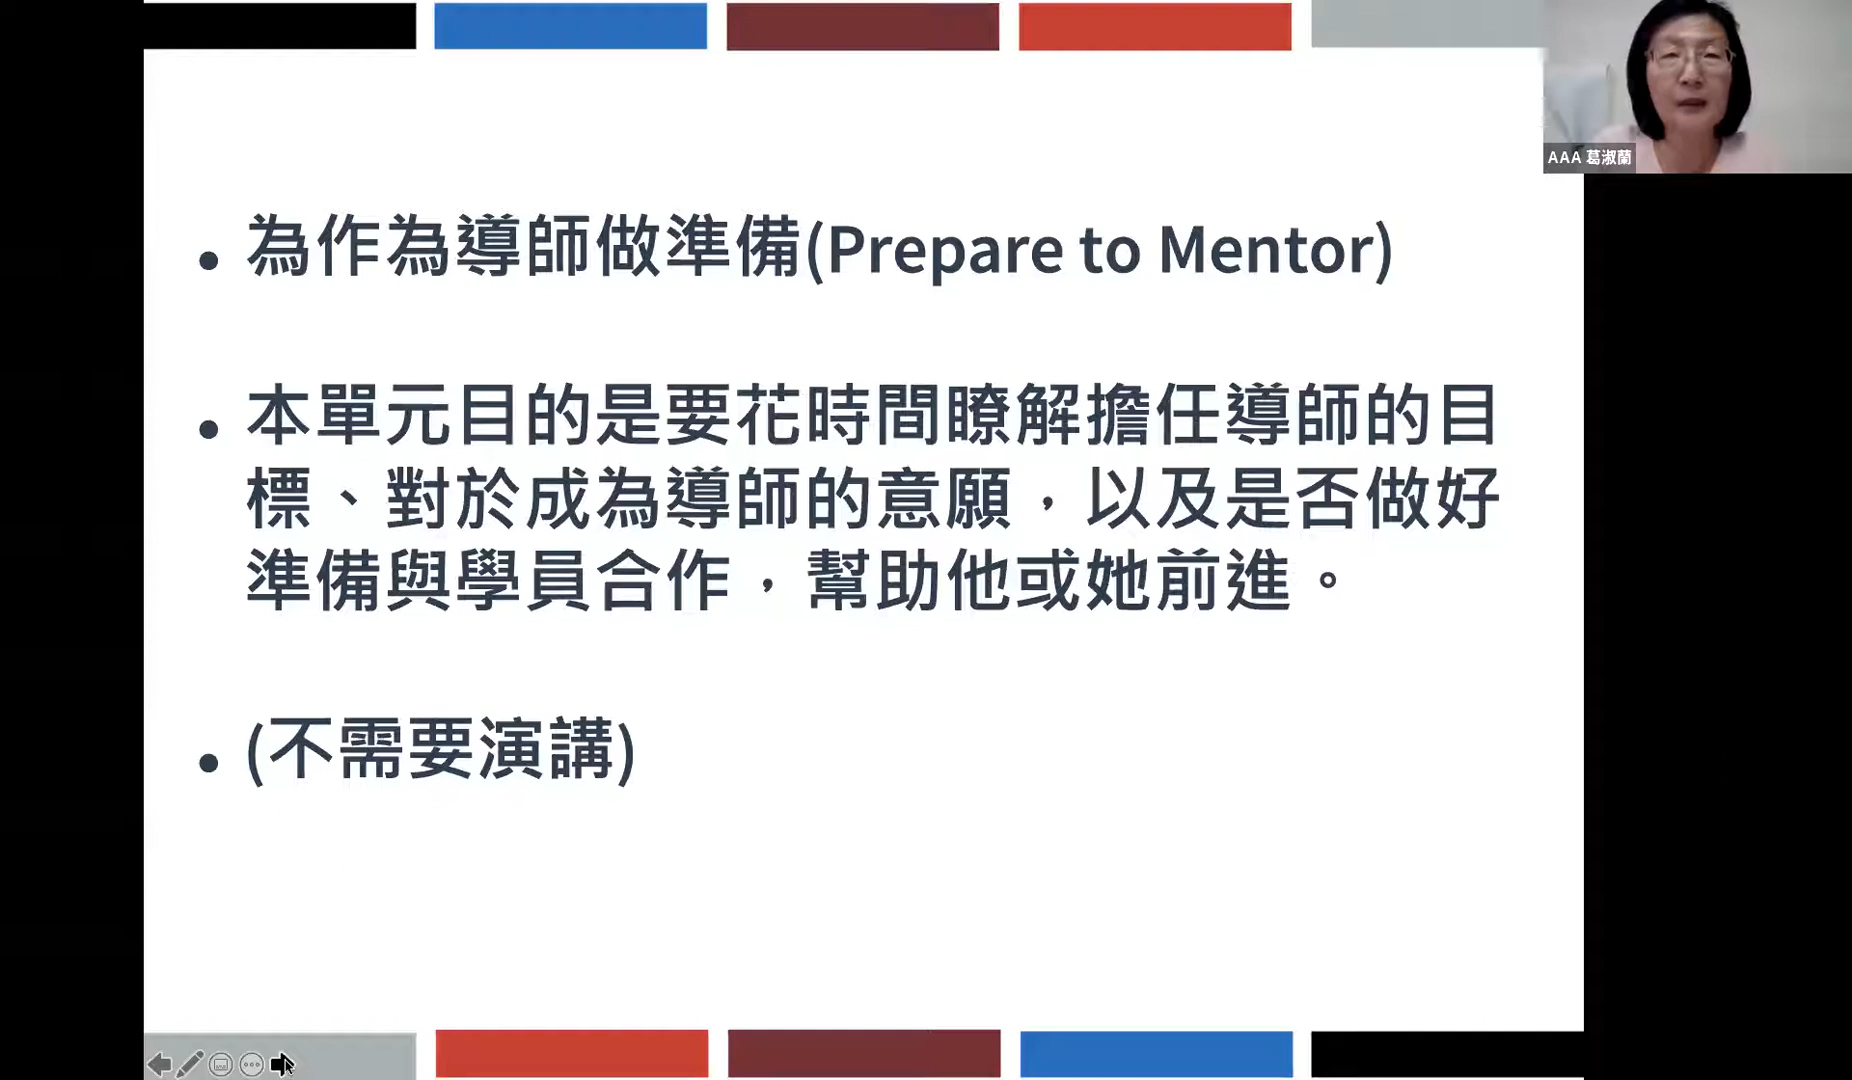 AAA 葛淑蘭
• 為作為導師做準備(Prepare to Mentor)
• 本單元目的是要花時間瞭解擔任導師的目
標、對於成為導師的意願，以及是否做好
準備與學員合作，幫助他或她前進。
• (不需要演講)